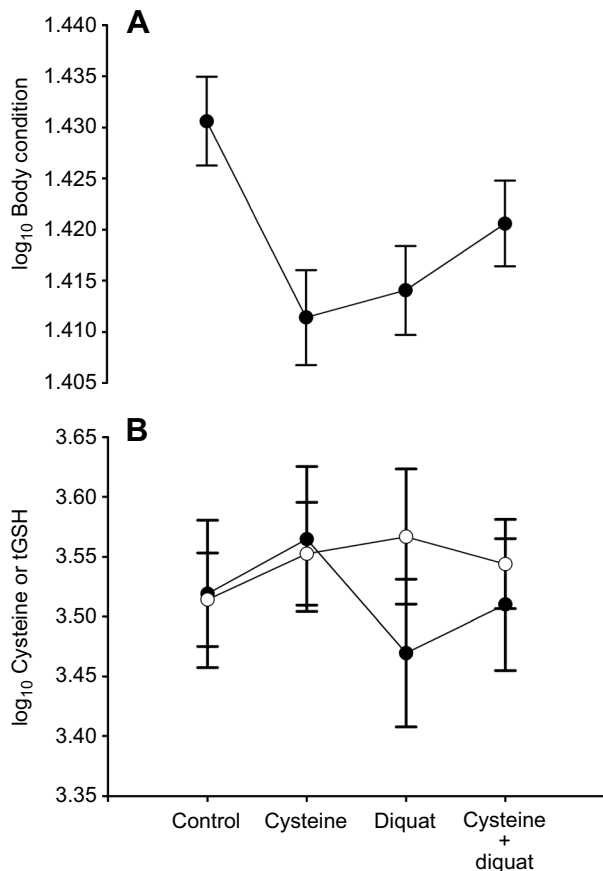 A
1.440
1.435
1.430
1.425
1.420
1.415
1.410
1.405
log10 Body condition
B
3.65
3.60
3.55
3.50
3.45
3.40
3.35
log10 Cysteine or tGSH
Control
Cysteine
Diquat
Cysteine
+
diquat